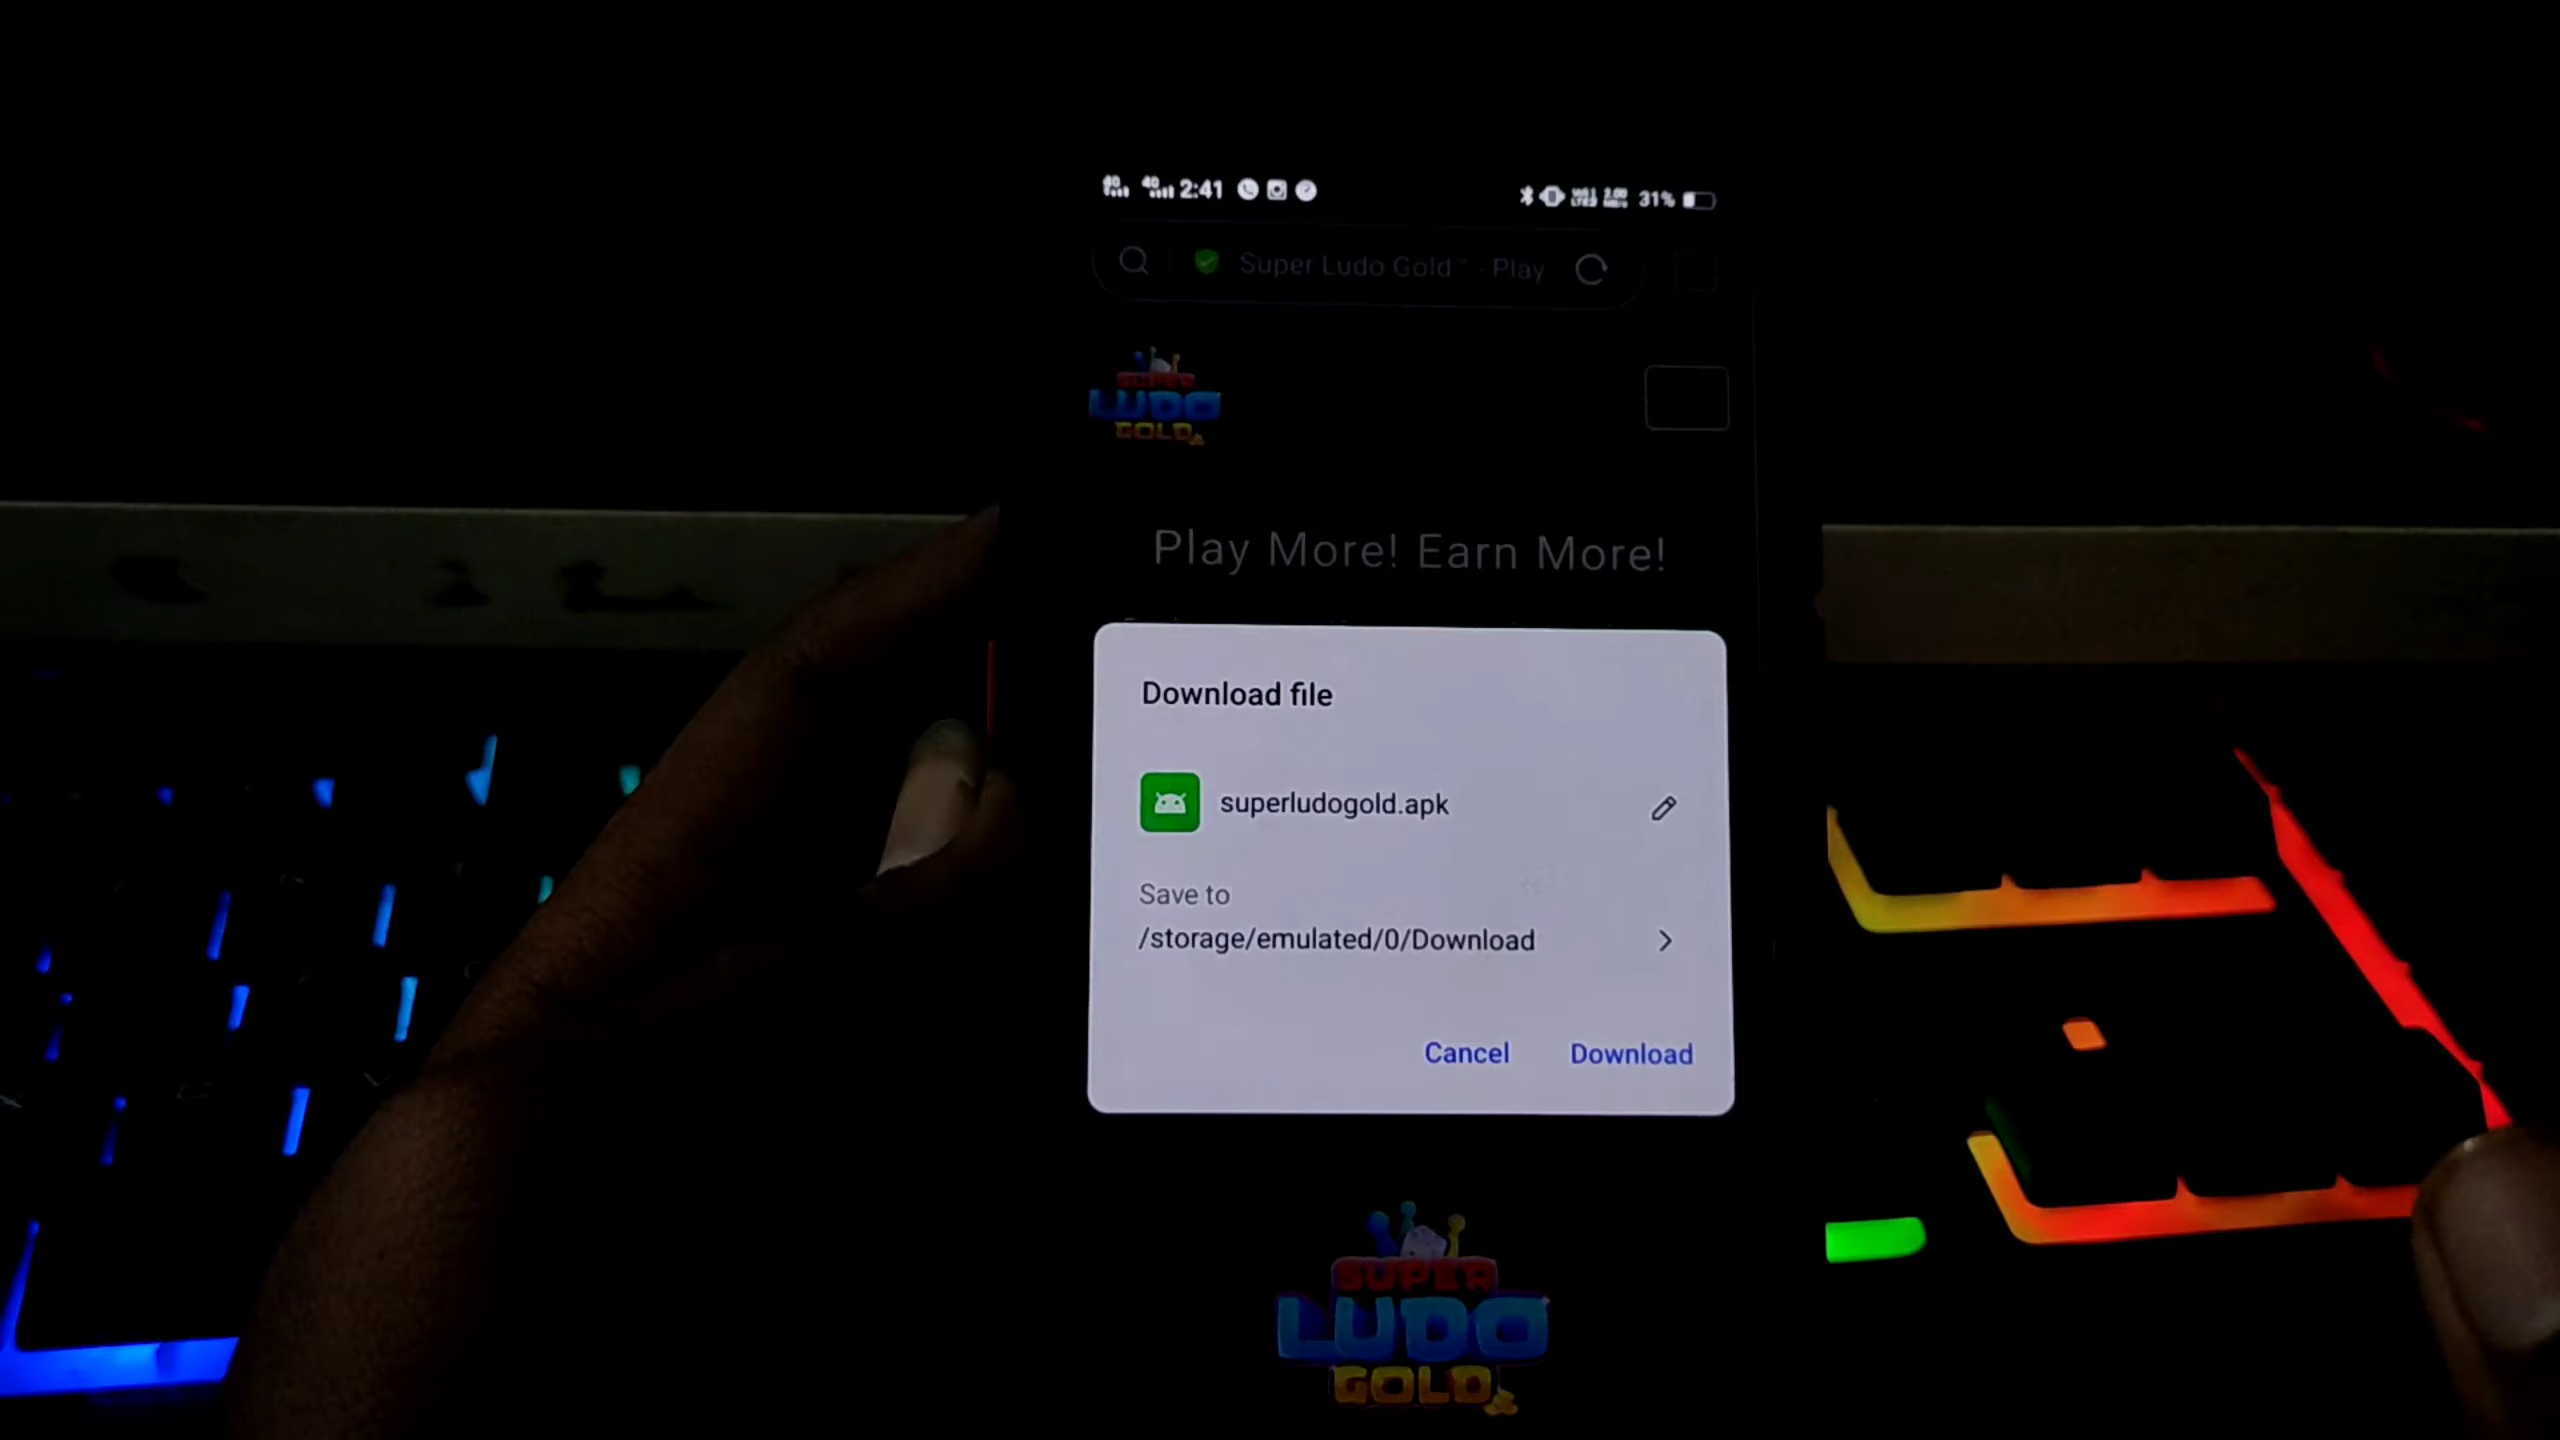 2:41
31%
Super Ludo Gold™ - Play
SUPER
LUDO
GOLD
Play More! Earn More!
Download file
superludogold.apk
Save to
/storage/emulated/0/Download
Cancel
Download
SUPER
LUDO
GOLD